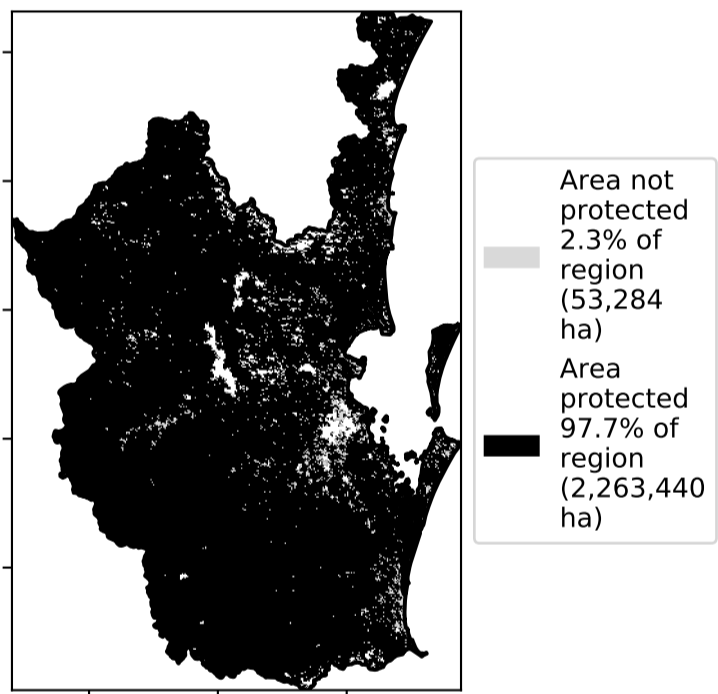 Area not
protected
2.3% of
region
(53,284
ha)
Area
protected
97.7% of
region
(2,263,440
ha)